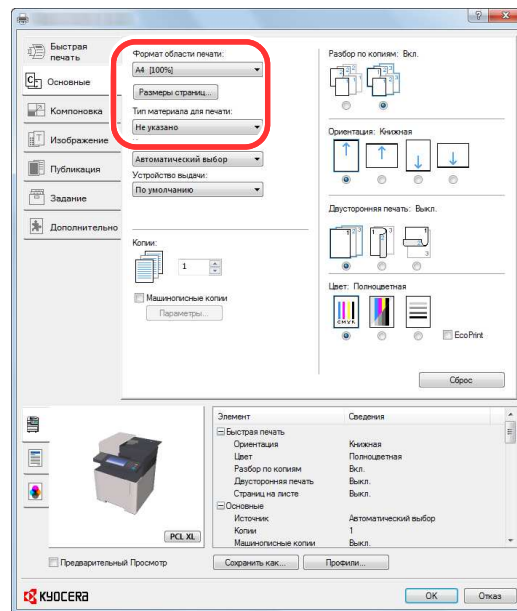 Быстрая
печать
Основные
Компоновка
Изображение
Публикация
Задание
Дополнительно
Формат области печати:
A4 [100%]
Размеры страниц...
Тип материала для печати:
Не указано
Автоматический выбор
Устройство выдачи:
По умолчанию
Копии:
1
Машинописные копии
Параметры...
Разбор по копиям: Вкл.
Ориентация: Книжная
Двусторонняя печать: Выкл.
Цвет: Полноцветная
CMYK
EcoPrint
Сброс
PCL XL
Элемент Сведения
Быстрая печать
Ориентация Книжная
Цвет Полноцветная
Разбор по копиям Вкл.
Двусторонняя печать Выкл.
Страниц на листе Выкл.
Основные
Источник Автоматический выбор
Копии 1
Машинописные копии Выкл.
Предварительный Просмотр
Сохранить как...
Профили...
KYOCERA
OK
Отказ